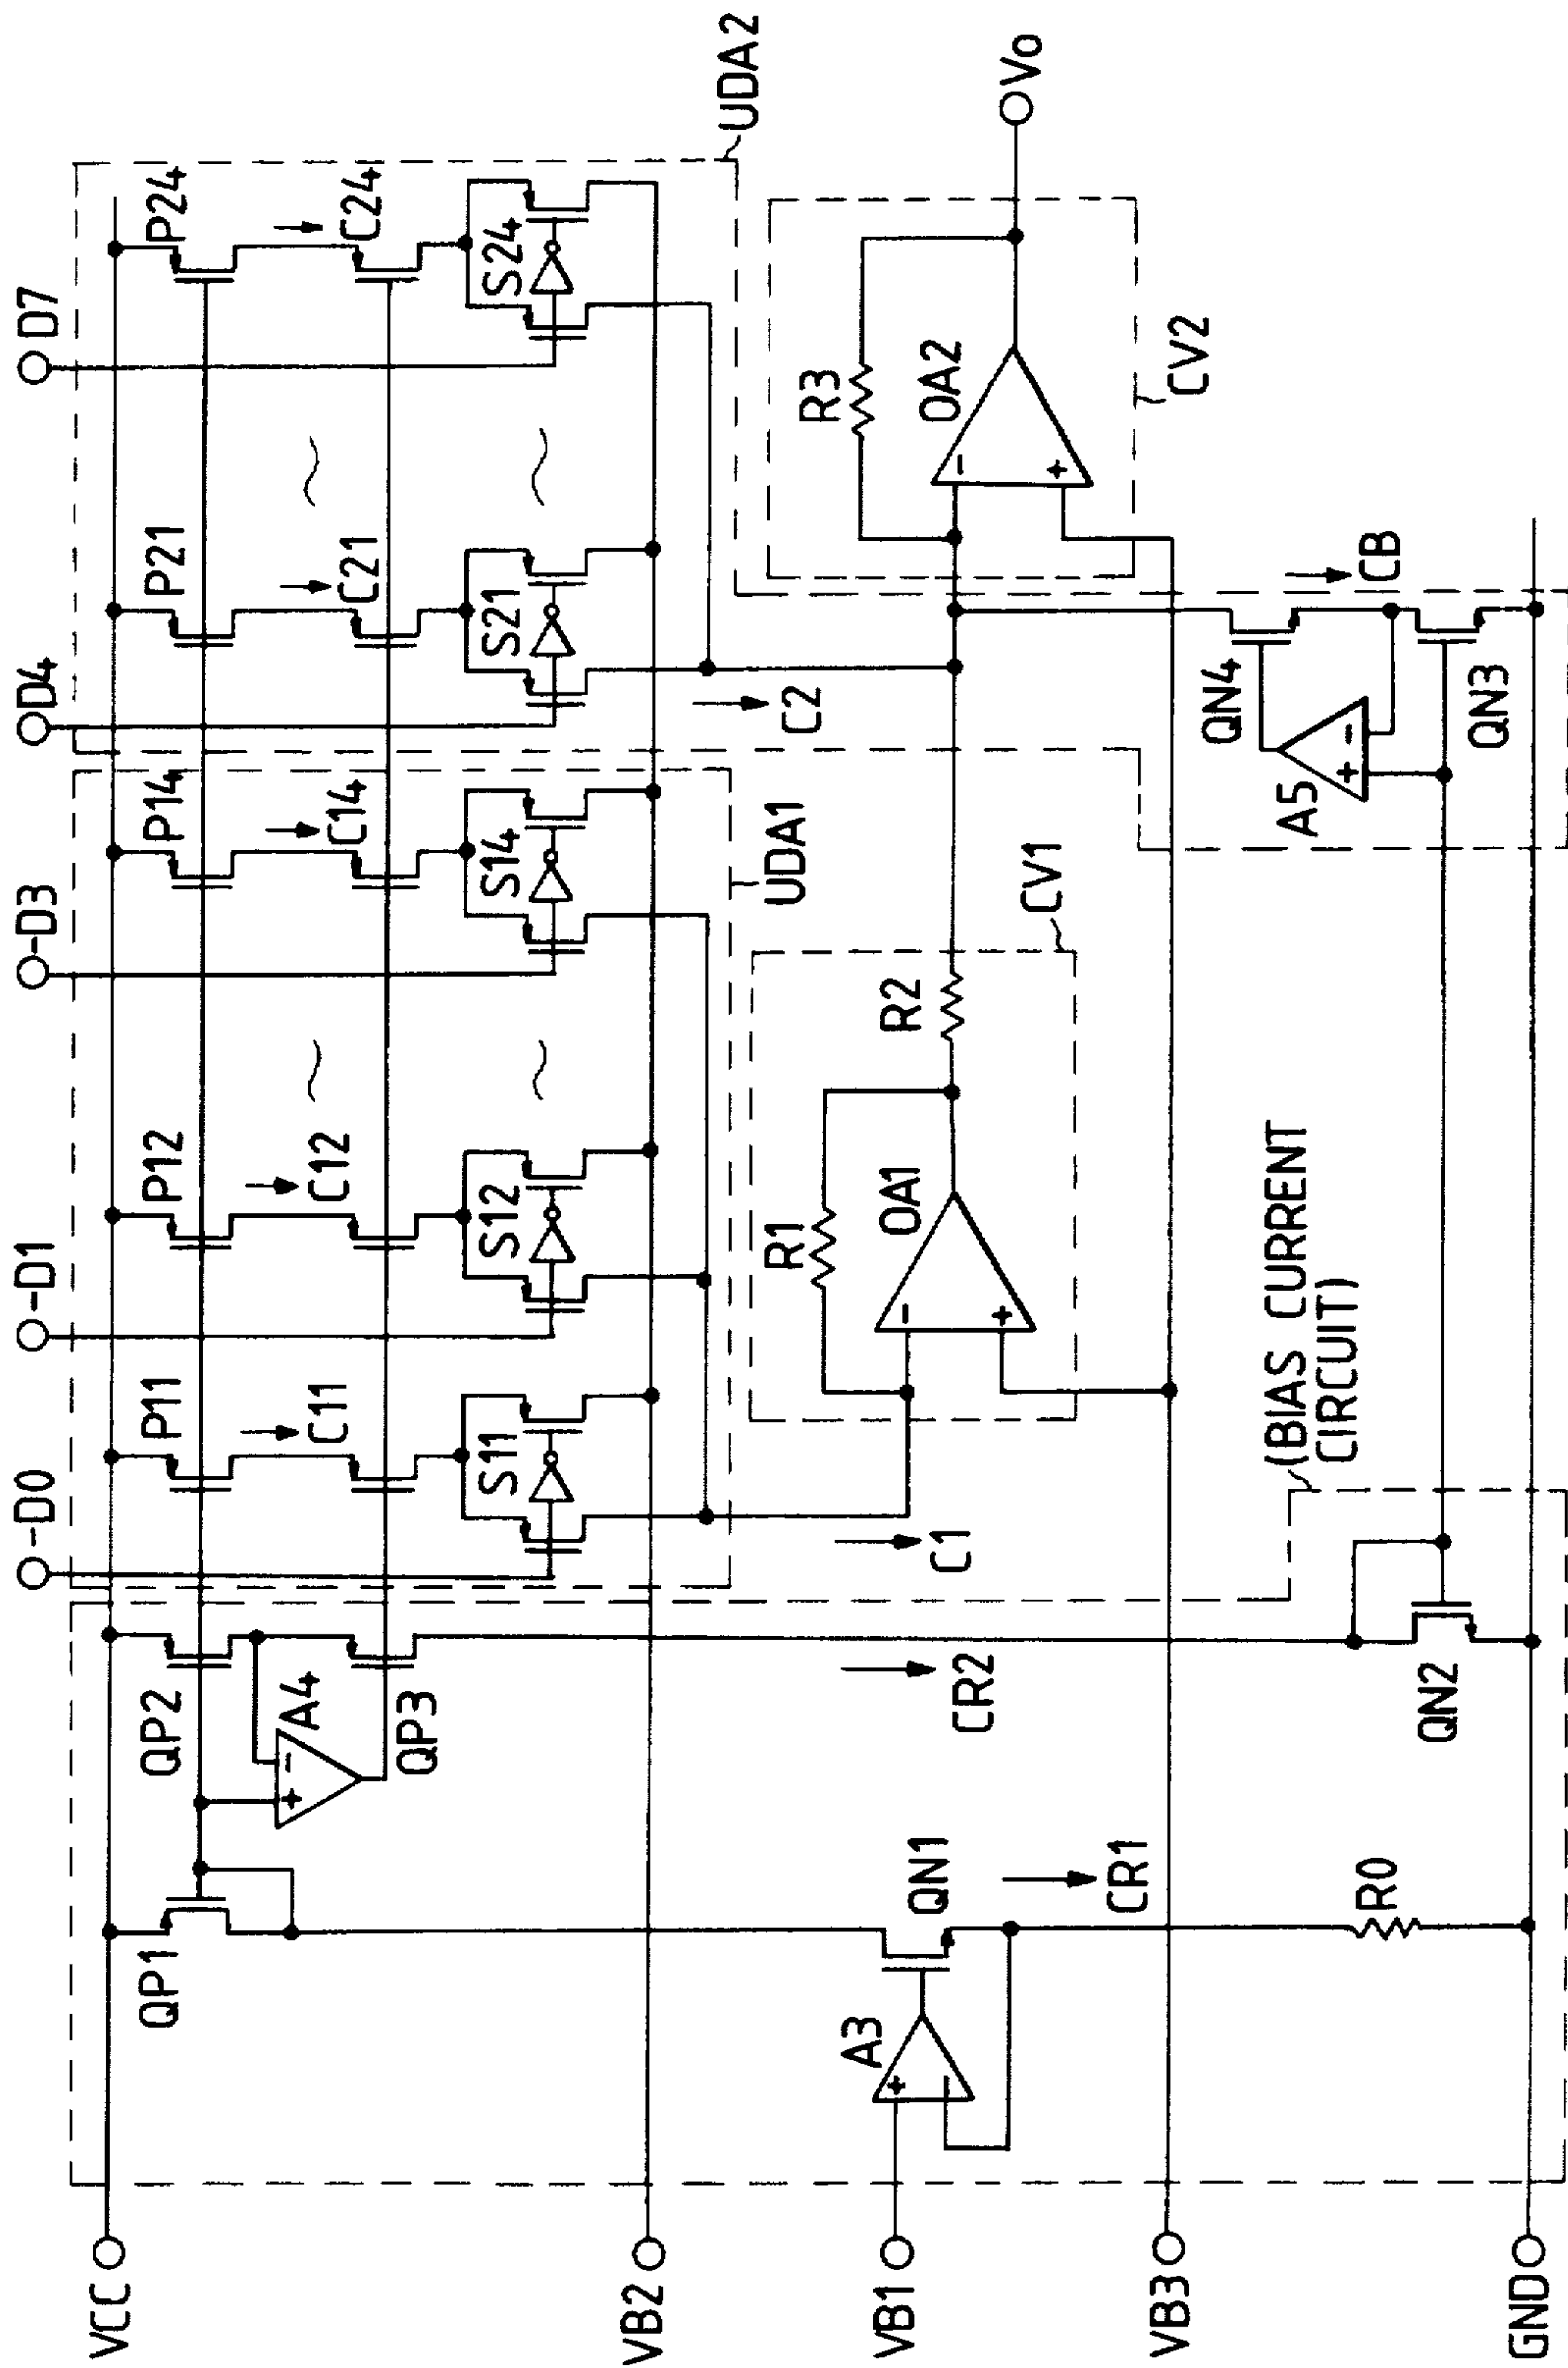 -D0
-D1
-D3
D4
D7
VCC
QP1
QP2
P11
P12
P14
P21
P24
A4
C11
C12
C14
C21
C24
QP3
S11
S12
S14
S21
S24
VB2
UDA1
UDA2
C1
C2
R1
R3
VB1
+
A3
QN1
−
+
−
+
−
OA1
R2
OA2
−
+
Vo
CR1
CR2
CV1
CV2
VB3
QN4
CB
(BIAS CURRENT
CIRCUIT)
A5
+
−
R0
QN2
QN3
GND